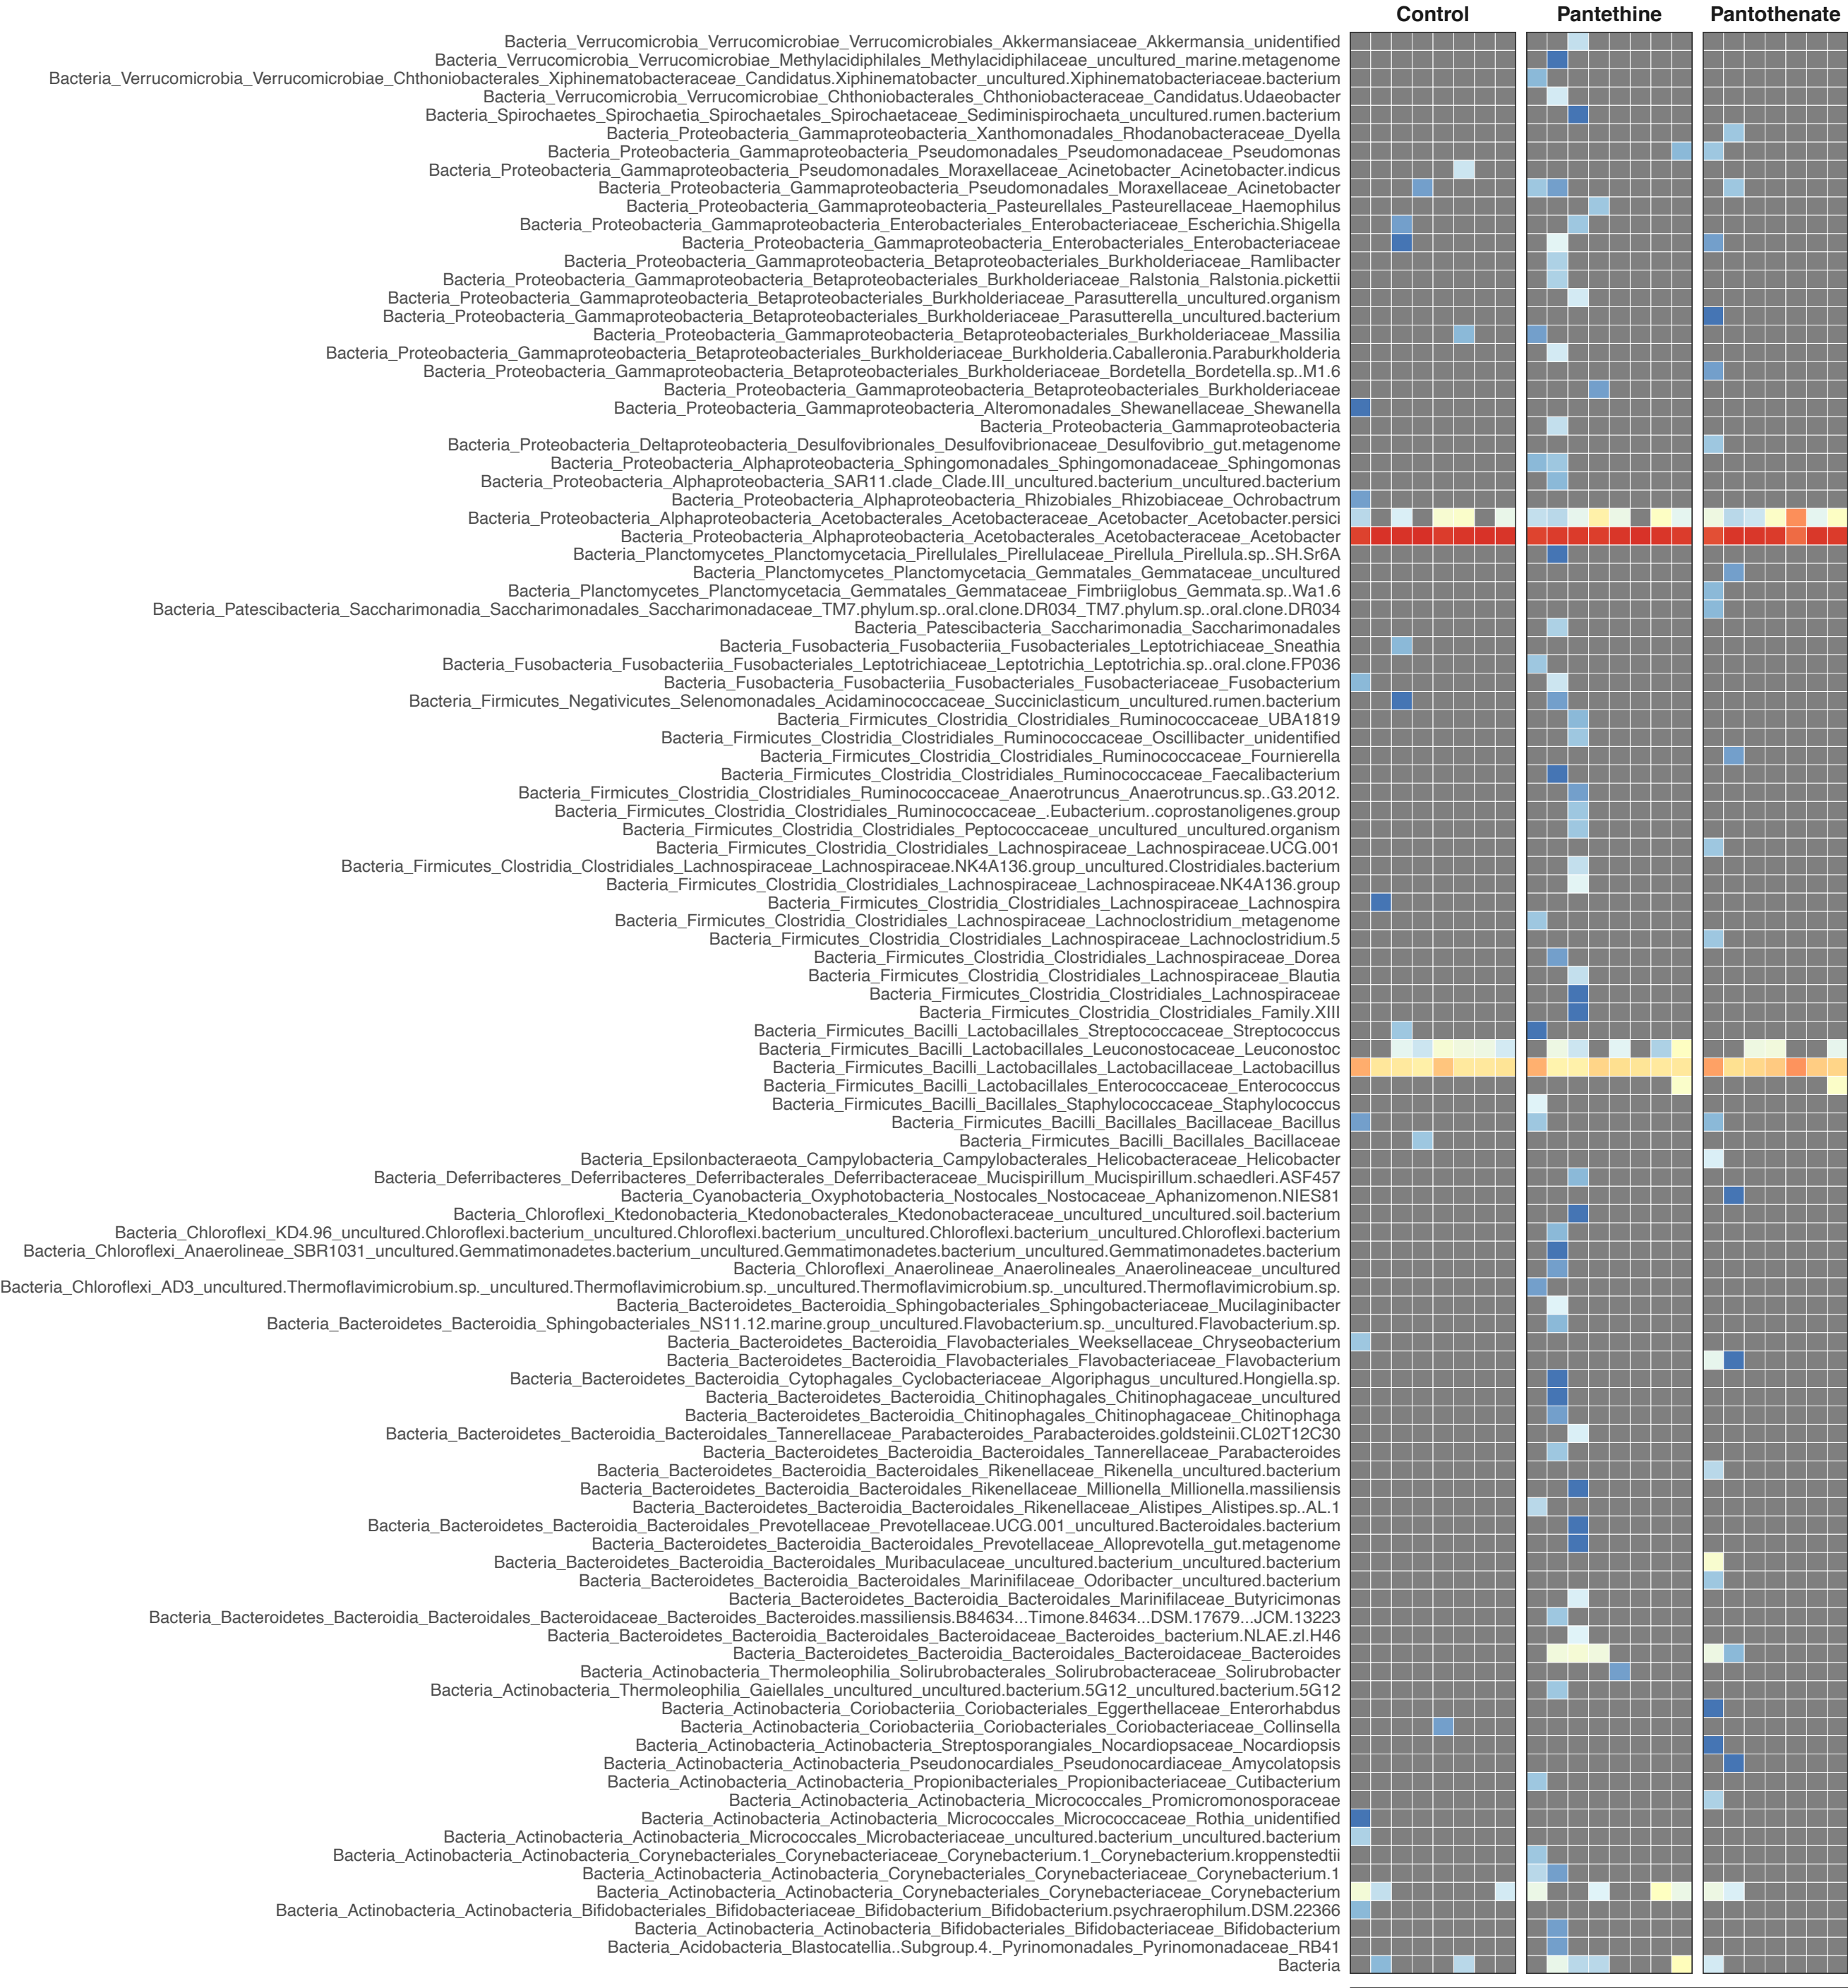 Control Pantethine Pantothenate
Bacteria_Verrucomicrobia_Verrucomicrobiae_Verrucomicrobiales_Akkermansiaceae_Akkermansia_unidentified
Bacteria_Verrucomicrobia_Verrucomicrobiae_Methylacidiphilales_Methylacidiphilaceae_uncultured_marine.metagenome
Bacteria_Verrucomicrobia_Verrucomicrobiae_Chthoniobacterales_Xiphinematobacteraceae_Candidatus.Xiphinematobacter_uncultured.Xiphinematobacteraceae.bacterium
Bacteria_Verrucomicrobia_Verrucomicrobiae_Chthoniobacterales_Chthoniobacteraceae_Candidatus.Udaeobacter
Bacteria_Spirochaetes_Spirochaetia_Spirochaetales_Spirochaetaceae_Sediminispirochaeta_uncultured.rumen.bacterium
Bacteria_Proteobacteria_Gammaproteobacteria_Xanthomonadales_Rhodanobacteraceae_Dyella
Bacteria_Proteobacteria_Gammaproteobacteria_Pseudomonadales_Pseudomonadaceae_Pseudomonas
Bacteria_Proteobacteria_Gammaproteobacteria_Pseudomonadales_Moraxellaceae_Acinetobacter_Acinetobacter.indicus
Bacteria_Proteobacteria_Gammaproteobacteria_Pseudomonadales_Moraxellaceae_Acinetobacter
Bacteria_Proteobacteria_Gammaproteobacteria_Pasteurellales_Pasteurellaceae_Haemophilus
Bacteria_Proteobacteria_Gammaproteobacteria_Enterobacteriales_Enterobacteriaceae_Escherichia.Shigella
Bacteria_Proteobacteria_Gammaproteobacteria_Enterobacteriales_Enterobacteriaceae
Bacteria_Proteobacteria_Gammaproteobacteria_Betaproteobacteriales_Burkholderiaceae_Ramlibacter
Bacteria_Proteobacteria_Gammaproteobacteria_Betaproteobacteriales_Burkholderiaceae_Ralstonia_Ralstonia.pickettii
Bacteria_Proteobacteria_Gammaproteobacteria_Betaproteobacteriales_Burkholderiaceae_Parasutterella_uncultured.organism
Bacteria_Proteobacteria_Gammaproteobacteria_Betaproteobacteriales_Burkholderiaceae_Parasutterella_uncultured.bacterium
Bacteria_Proteobacteria_Gammaproteobacteria_Betaproteobacteriales_Burkholderiaceae_Massilia
Bacteria_Proteobacteria_Gammaproteobacteria_Betaproteobacteriales_Burkholderiaceae_Burkholderia.Caballeronia.Paraburkholderia
Bacteria_Proteobacteria_Gammaproteobacteria_Betaproteobacteriales_Burkholderiaceae_Bordetella_Bordetella.sp..M1.6
Bacteria_Proteobacteria_Gammaproteobacteria_Betaproteobacteriales_Burkholderiaceae
Bacteria_Proteobacteria_Gammaproteobacteria_Alteromonadales_Shewanellaceae_Shewanella
Bacteria_Proteobacteria_Gammaproteobacteria
Bacteria_Proteobacteria_Deltaproteobacteria_Desulfovibrionales_Desulfovibrionaceae_Desulfovibrio_gut.metagenome
Bacteria_Proteobacteria_Alphaproteobacteria_Sphingomonadales_Sphingomonadaceae_Sphingomonas
Bacteria_Proteobacteria_Alphaproteobacteria_SAR11.clade_Clade.III_uncultured.bacterium_uncultured.bacterium
Bacteria_Proteobacteria_Alphaproteobacteria_Rhizobiales_Rhizobiaceae_Ochrobactrum
Bacteria_Proteobacteria_Alphaproteobacteria_Acetobacterales_Acetobacteraceae_Acetobacter_Acetobacter.persici
Bacteria_Proteobacteria_Alphaproteobacteria_Acetobacterales_Acetobacteraceae_Acetobacter
Bacteria_Planctomycetes_Planctomycetacia_Pirellulales_Pirellulaceae_Pirellula_Pirellula.sp..SH.Sr6A
Bacteria_Planctomycetes_Planctomycetacia_Gemmatales_Gemmataceae_uncultured
Bacteria_Planctomycetes_Planctomycetacia_Gemmatales_Gemmataceae_Fimbriiglobus_Gemmata.sp..Wa1.6
Bacteria_Patescibacteria_Saccharimonadia_Saccharimonadales_Saccharimonadaceae_TM7.phylum.sp..oral.clone.DR034_TM7.phylum.sp..oral.clone.DR034
Bacteria_Patescibacteria_Saccharimonadia_Saccharimonadales
Bacteria_Fusobacteria_Fusobacteriia_Fusobacteriales_Leptotrichiaceae_Sneathia
Bacteria_Fusobacteria_Fusobacteriia_Fusobacteriales_Leptotrichiaceae_Leptotrichia_Leptotrichia.sp..oral.clone.FP036
Bacteria_Fusobacteria_Fusobacteriia_Fusobacteriales_Fusobacteriaceae_Fusobacterium
Bacteria_Firmicutes_Negativicutes_Selenomonadales_Acidaminococcaceae_Succiniclasticum_uncultured.rumen.bacterium
Bacteria_Firmicutes_Clostridia_Clostridiales_Ruminococcaceae_UBA1819
Bacteria_Firmicutes_Clostridia_Clostridiales_Ruminococcaceae_Oscillibacter_unidentified
Bacteria_Firmicutes_Clostridia_Clostridiales_Ruminococcaceae_Fournierella
Bacteria_Firmicutes_Clostridia_Clostridiales_Ruminococcaceae_Faecalibacterium
Bacteria_Firmicutes_Clostridia_Clostridiales_Ruminococcaceae_Anaerotruncus_Anaerotruncus.sp..G3.2012.
Bacteria_Firmicutes_Clostridia_Clostridiales_Ruminococcaceae_.Eubacterium..coprostanoligenes.group
Bacteria_Firmicutes_Clostridia_Clostridiales_Peptococcaceae_uncultured_uncultured.organism
Bacteria_Firmicutes_Clostridia_Clostridiales_Lachnospiraceae_Lachnospiraceae.UCG.001
Bacteria_Firmicutes_Clostridia_Clostridiales_Lachnospiraceae_Lachnospiraceae.NK4A136.group_uncultured.Clostridiales.bacterium
Bacteria_Firmicutes_Clostridia_Clostridiales_Lachnospiraceae_Lachnospiraceae.NK4A136.group
Bacteria_Firmicutes_Clostridia_Clostridiales_Lachnospiraceae_Lachnospira
Bacteria_Firmicutes_Clostridia_Clostridiales_Lachnospiraceae_Lachnoclostridium_metagenome
Bacteria_Firmicutes_Clostridia_Clostridiales_Lachnospiraceae_Lachnoclostridium.5
Bacteria_Firmicutes_Clostridia_Clostridiales_Lachnospiraceae_Dorea
Bacteria_Firmicutes_Clostridia_Clostridiales_Lachnospiraceae_Blautia
Bacteria_Firmicutes_Clostridia_Clostridiales_Lachnospiraceae
Bacteria_Firmicutes_Clostridia_Clostridiales_Family.XIII
Bacteria_Firmicutes_Bacilli_Lactobacillales_Streptococcaceae_Streptococcus
Bacteria_Firmicutes_Bacilli_Lactobacillales_Leuconostocaceae_Leuconostoc
Bacteria_Firmicutes_Bacilli_Lactobacillales_Lactobacillaceae_Lactobacillus
Bacteria_Firmicutes_Bacilli_Lactobacillales_Enterococcaceae_Enterococcus
Bacteria_Firmicutes_Bacilli_Bacillales_Staphylococcaceae_Staphylococcus
Bacteria_Firmicutes_Bacilli_Bacillales_Bacillaceae_Bacillus
Bacteria_Firmicutes_Bacilli_Bacillales_Bacillaceae
Bacteria_Epsilonbacteraeota_Campylobacteria_Campylobacterales_Helicobacteraceae_Helicobacter
Bacteria_Deferribacteres_Deferribacteres_Deferribacterales_Deferribacteraceae_Mucispirillum_Mucispirillum.schaedleri.ASF457
Bacteria_Cyanobacteria_Oxyphotobacteria_Nostocales_Nostocaceae_Aphanizomenon.NIES81
Bacteria_Chloroflexi_Ktedonobacteria_Ktedonobacterales_Ktedonobacteraceae_uncultured_uncultured.soil.bacterium
Bacteria_Chloroflexi_KD4.96_uncultured.Chloroflexi.bacterium_uncultured.Chloroflexi.bacterium_uncultured.Chloroflexi.bacterium_uncultured.Chloroflexi.bacterium
Bacteria_Chloroflexi_Anaerolineae_SBR1031_uncultured.Gemmatimonadetes.bacterium_uncultured.Gemmatimonadetes.bacterium_uncultured.Gemmatimonadetes.bacterium
Bacteria_Chloroflexi_Anaerolineae_Anaerolineales_Anaerolineaceae_uncultured
Bacteria_Chloroflexi_AD3_uncultured.Thermoflavimicrobium.sp._uncultured.Thermoflavimicrobium.sp._uncultured.Thermoflavimicrobium.sp._uncultured.Thermoflavimicrobium.sp.
Bacteria_Bacteroidetes_Bacteroidia_Sphingobacteriales_Sphingobacteriaceae_Mucilaginibacter
Bacteria_Bacteroidetes_Bacteroidia_Sphingobacteriales_NS11.12.marine.group_uncultured.Flavobacterium.sp._uncultured.Flavobacterium.sp.
Bacteria_Bacteroidetes_Bacteroidia_Flavobacteriales_Weeksellaceae_Chryseobacterium
Bacteria_Bacteroidetes_Bacteroidia_Flavobacteriales_Flavobacteriaceae_Flavobacterium
Bacteria_Bacteroidetes_Bacteroidia_Cytophagales_Cyclobacteriaceae_Algoriphagus_uncultured.Hongiella.sp.
Bacteria_Bacteroidetes_Bacteroidia_Chitinophagales_Chitinophagaceae_uncultured
Bacteria_Bacteroidetes_Bacteroidia_Chitinophagales_Chitinophagaceae_Chitinophaga
Bacteria_Bacteroidetes_Bacteroidia_Bacteroidales_Tannerellaceae_Parabacteroides_Parabacteroides.goldsteinii.CL02T12C30
Bacteria_Bacteroidetes_Bacteroidia_Bacteroidales_Tannerellaceae_Parabacteroides
Bacteria_Bacteroidetes_Bacteroidia_Bacteroidales_Rikenellaceae_Rikenella_uncultured.bacterium
Bacteria_Bacteroidetes_Bacteroidia_Bacteroidales_Rikenellaceae_Millionella_Millionella.massiliensis
Bacteria_Bacteroidetes_Bacteroidia_Bacteroidales_Rikenellaceae_Alistipes_Alistipes.sp..AL.1
Bacteria_Bacteroidetes_Bacteroidia_Bacteroidales_Prevotellaceae_Prevotellaceae.UCG.001_uncultured.Bacteroidales.bacterium
Bacteria_Bacteroidetes_Bacteroidia_Bacteroidales_Prevotellaceae_Alloprevotella_gut.metagenome
Bacteria_Bacteroidetes_Bacteroidia_Bacteroidales_Muribaculaceae_uncultured.bacterium_uncultured.bacterium
Bacteria_Bacteroidetes_Bacteroidia_Bacteroidales_Marinifilaceae_Odoribacter_uncultured.bacterium
Bacteria_Bacteroidetes_Bacteroidia_Bacteroidales_Marinifilaceae_Butyricimonas
Bacteria_Bacteroidetes_Bacteroidia_Bacteroidales_Bacteroidaceae_Bacteroides_Bacteroides.massiliensis.B84634...Timone.84634...DSM.17679...JCM.13223
Bacteria_Bacteroidetes_Bacteroidia_Bacteroidales_Bacteroidaceae_Bacteroides_bacterium.NLAE.zl.H46
Bacteria_Bacteroidetes_Bacteroidia_Bacteroidales_Bacteroidaceae_Bacteroides
Bacteria_Actinobacteria_Thermoleophilia_Solirubrobacterales_Solirubrobacteraceae_Solirubrobacter
Bacteria_Actinobacteria_Thermoleophilia_Gaiellales_uncultured_uncultured.bacterium.5G12_uncultured.bacterium.5G12
Bacteria_Actinobacteria_Coriobacteriia_Coriobacteriales_Eggerthellaceae_Enterorhabdus
Bacteria_Actinobacteria_Coriobacteriia_Coriobacteriales_Coriobacteriaceae_Collinsella
Bacteria_Actinobacteria_Actinobacteria_Streptosporangiales_Nocardiopsaceae_Nocardiopsis
Bacteria_Actinobacteria_Actinobacteria_Pseudonocardiales_Pseudonocardiaceae_Amycolatopsis
Bacteria_Actinobacteria_Actinobacteria_Propionibacteriales_Propionibacteriaceae_Cutibacterium
Bacteria_Actinobacteria_Actinobacteria_Micrococcales_Promicromonosporaceae
Bacteria_Actinobacteria_Actinobacteria_Micrococcales_Micrococcaceae_Rothia_unidentified
Bacteria_Actinobacteria_Actinobacteria_Micrococcales_Microbacteriaceae_uncultured.bacterium_uncultured.bacterium
Bacteria_Actinobacteria_Actinobacteria_Corynebacteriales_Corynebacteriaceae_Corynebacterium.1_Corynebacterium.kroppenstedtii
Bacteria_Actinobacteria_Actinobacteria_Corynebacteriales_Corynebacteriaceae_Corynebacterium.1
Bacteria_Actinobacteria_Actinobacteria_Corynebacteriales_Corynebacteriaceae_Corynebacterium
Bacteria_Actinobacteria_Actinobacteria_Bifidobacteriales_Bifidobacteriaceae_Bifidobacterium_Bifidobacterium.psychraerophilum.DSM.22366
Bacteria_Actinobacteria_Actinobacteria_Bifidobacteriales_Bifidobacteriaceae_Bifidobacterium
Bacteria_Acidobacteria_Blastocatellia..Subgroup.4._Pyrinomonadales_Pyrinomonadaceae_RB41
Bacteria